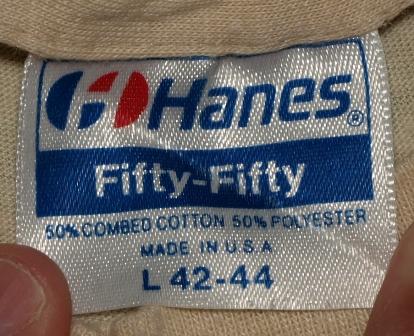 Hanes®
Fifty-Fifty
50% COMBED COTTON 50% POLYESTER
MADE IN U.S.A
L 42-44